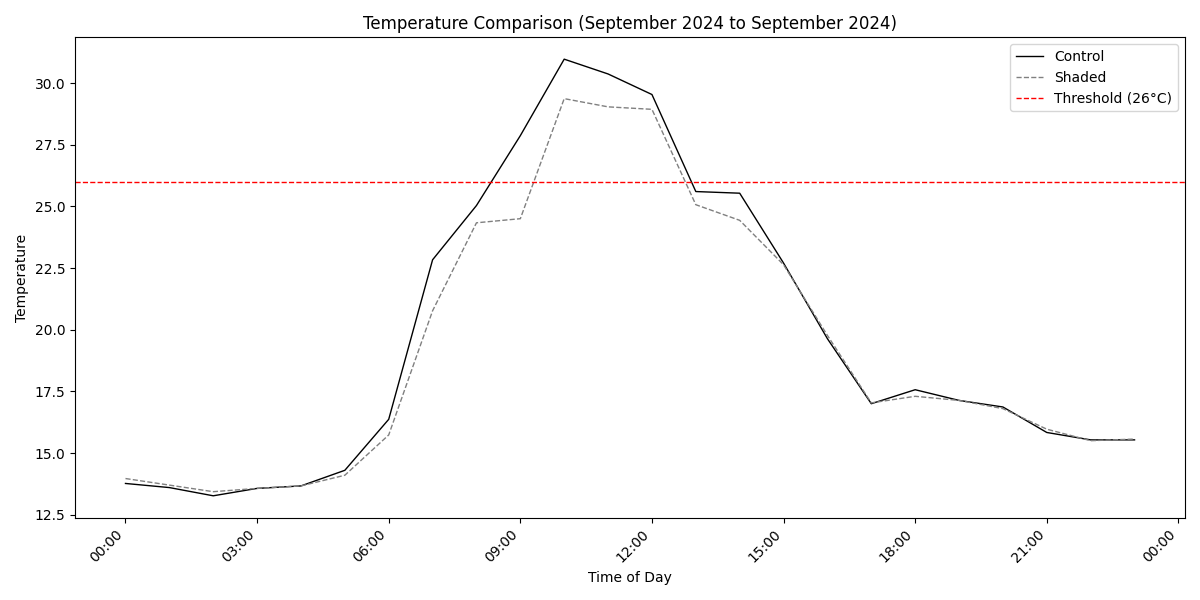 Temperature Comparison (September 2024 to September 2024)
Control
Shaded
Threshold (26°C)
Temperature
30.0
27.5
25.0
22.5
20.0
17.5
15.0
12.5
00:00
03:00
06:00
09:00
12:00
15:00
18:00
21:00
00:00
Time of Day